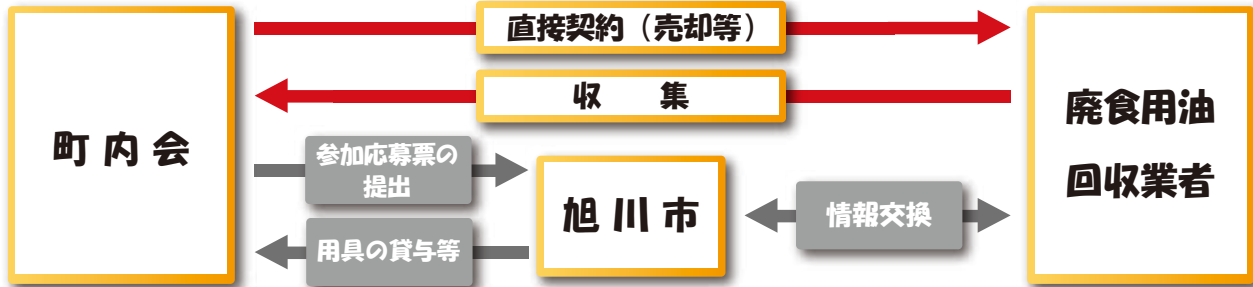 町内会
直接契約（売却等）
収集
参加応募票の
提出
用具の貸与等
旭川市
情報交換
廃食用油
回収業者